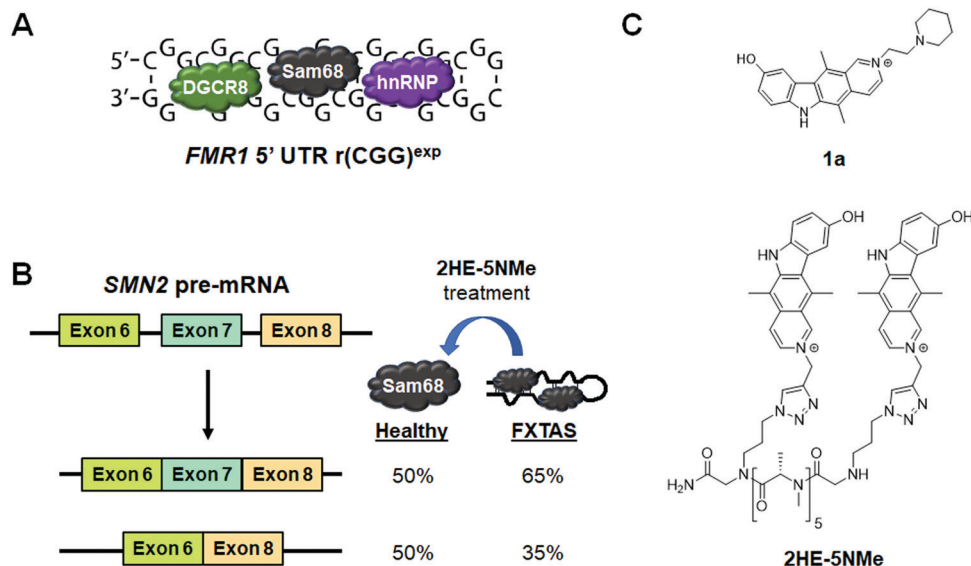 A
5'–C
3'–G
DGCR8
Sam68
hnRNP
FMR1 5' UTR r(CGG)exp
B
SMN2 pre-mRNA
Exon 6 Exon 7 Exon 8
2HE-5NMe
treatment
Sam68
Healthy FXTAS
Exon 6 Exon 7 Exon 8 50% 65%
Exon 6 Exon 8 50% 35%
C
N
HO N+
N
H
1a
OH OH
HN HN
N+ N+
N N
N=N N=N
O O
H2N N N NH
O
5
2HE-5NMe